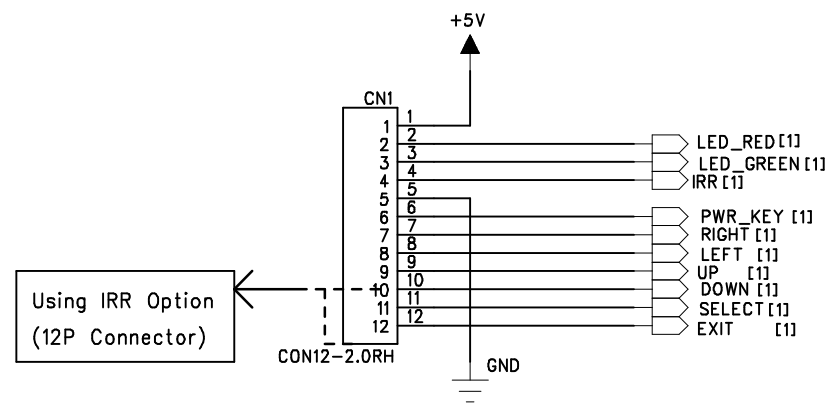 +5V
CN1
1 1
2 2 LED_RED[1]
3 3 LED_GREEN[1]
4 4 IRR[1]
5 5
6 6 PWR_KEY [1]
7 7 RIGHT[1]
8 8 LEFT [1]
9 9 UP [1]
10 10 DOWN[1]
11 11 SELECT[1]
12 12 EXIT [1]
Using IRR Option
(12P Connector)
CON12-2.0RH
GND